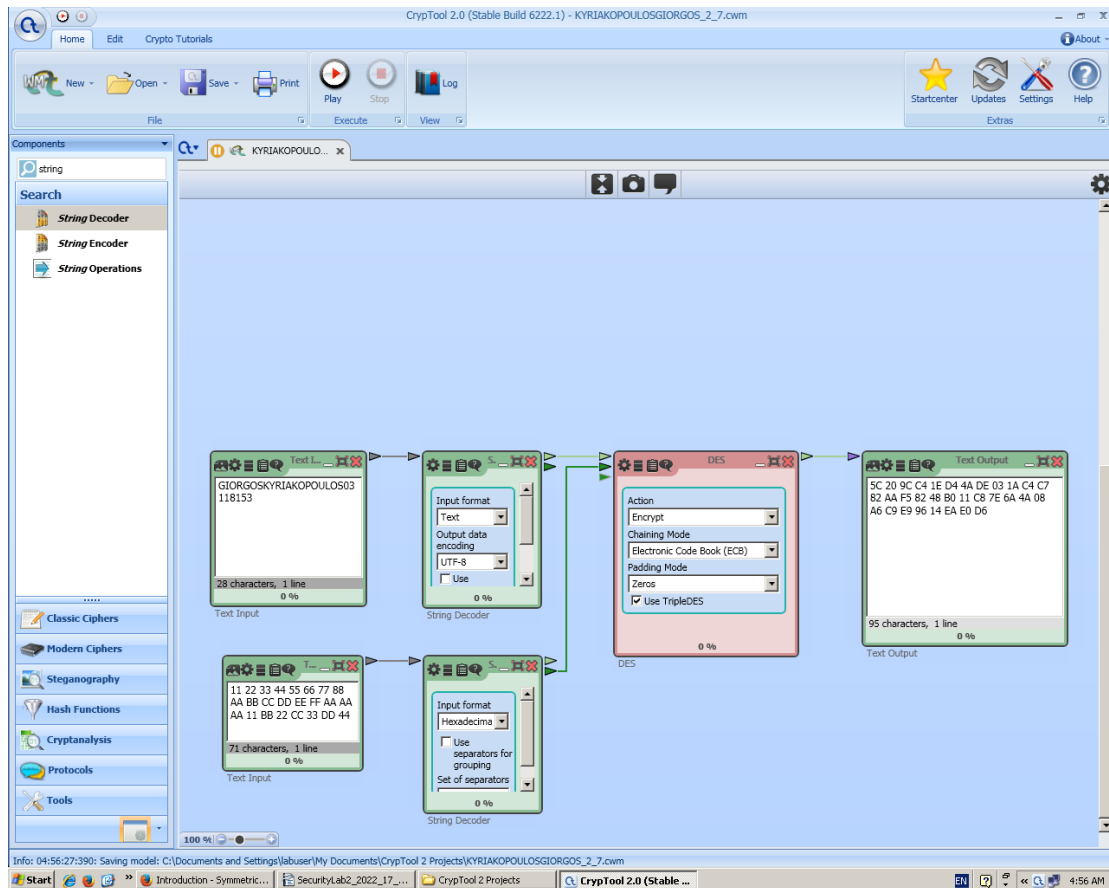 CrypTool 2.0 (Stable Build 6222.1) - KYRIAKOPOULOSGIORGOS_2_7.cwm
Home Edit Crypto Tutorials
About
New Open Save Print Play Stop Log Startcenter Updates Settings Help
File Execute View Extras
Components
KYRIAKOPOULO...
string
Search
String Decoder
String Encoder
String Operations
Classic Ciphers
Modern Ciphers
Steganography
Hash Functions
Cryptanalysis
Protocols
Tools
Text I...
GIORGOSKYRIAKOPOULOS03
118153
28 characters, 1 line
0 %
Text Input
S...
Input format
Text
Output data
encoding
UTF-8
Use
0 %
String Decoder
DES
Action
Encrypt
Chaining Mode
Electronic Code Book (ECB)
Padding Mode
Zeros
Use TripleDES
0 %
DES
Text Output
5C 20 9C C4 1E D4 4A DE 03 1A C4 C7
82 AA F5 82 48 B0 11 C8 7E 6A 4A 08
A6 C9 E9 96 14 EA E0 D6
95 characters, 1 line
0 %
Text Output
T...
11 22 33 44 55 66 77 88
AA BB CC DD EE FF AA AA
AA 11 BB 22 CC 33 DD 44
71 characters, 1 line
0 %
Text Input
S...
Input format
Hexadecima
Use
separators for
grouping
Set of separators
0 %
String Decoder
100 %
Info: 04:56:27:390: Saving model: C:\Documents and Settings\labuser\My Documents\CrypTool 2 Projects\KYRIAKOPOULOSGIORGOS_2_7.cwm
Start Introduction - Symmetric... SecurityLab2_2022_17_... CrypTool 2 Projects CrypTool 2.0 (Stable ... EN 4:56 AM